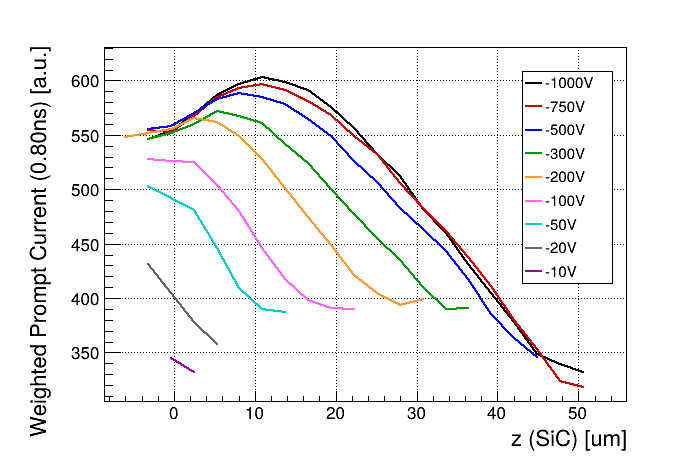 Weighted Prompt Current (0.80ns) [a.u.]
600
550
500
450
400
350
0 10 20 30 40 50
z (SiC) [um]
-1000V
-750V
-500V
-300V
-200V
-100V
-50V
-20V
-10V